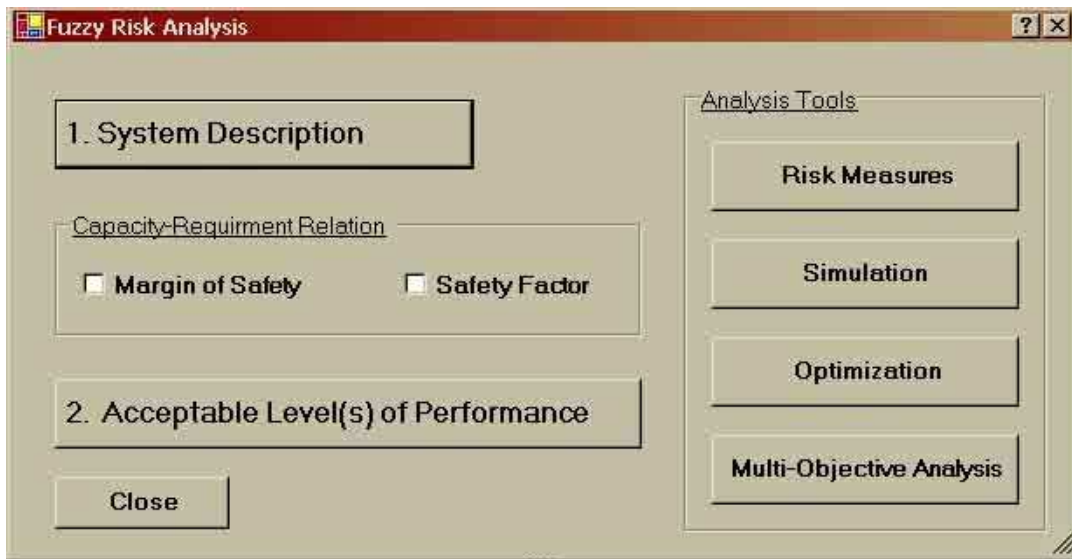 Fuzzy Risk Analysis
1. System Description
Capacity-Requirment Relation
Margin of Safety
Safety Factor
2. Acceptable Level(s) of Performance
Close
Analysis Tools
Risk Measures
Simulation
Optimization
Multi-Objective Analysis